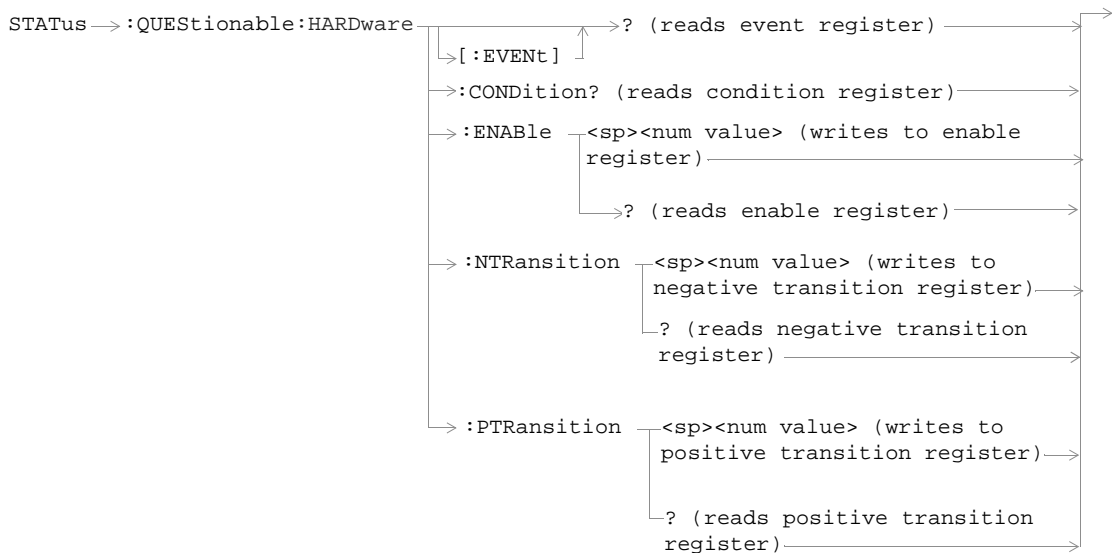 STATus :QUEStionable:HARDware ? (reads event register)
[:EVENt]
:CONDition? (reads condition register)
:ENABle <sp><num value> (writes to enable
register)
? (reads enable register)
:NTRansition <sp><num value> (writes to
negative transition register)
? (reads negative transition
register)
:PTRansition <sp><num value> (writes to
positive transition register)
? (reads positive transition
register)